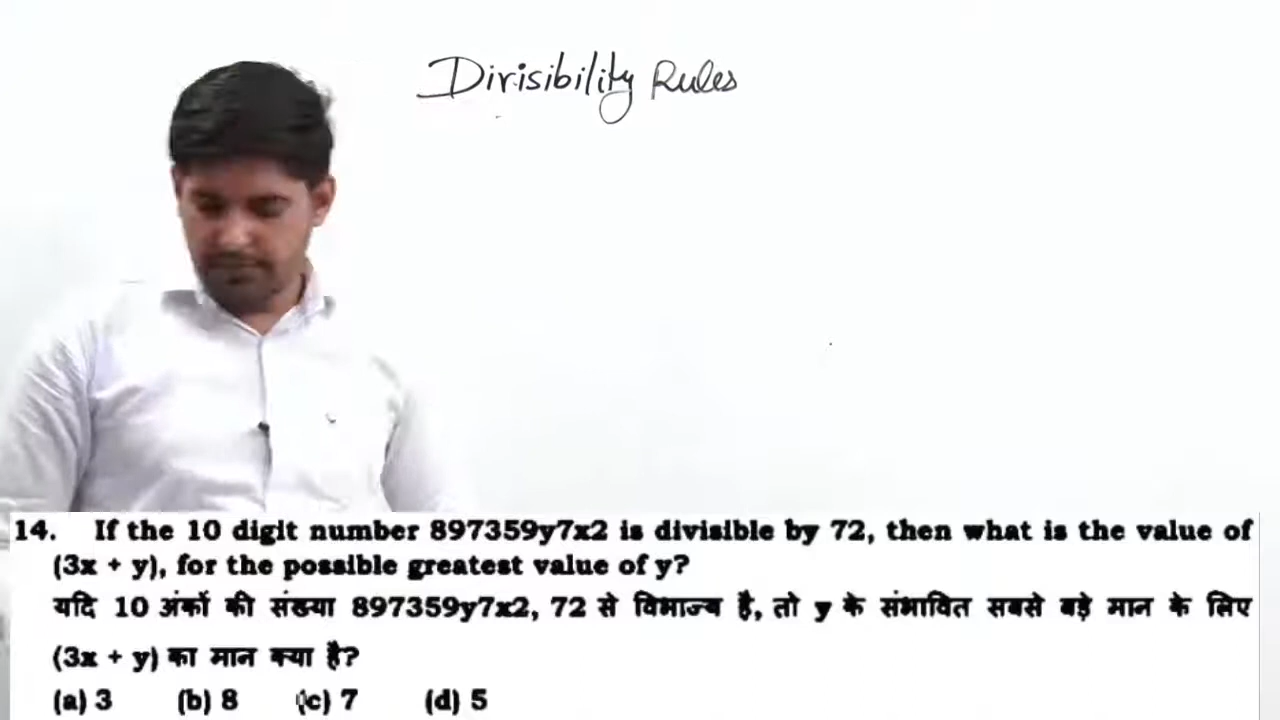 Divisibility Rules
14. If the 10 digit number 897359y7x2 is divisible by 72, then what is the value of
(3x + y), for the possible greatest value of y?
यदि 10 अंकों की संख्या 897359y7x2, 72 से विभाज्य है, तो y के संभावित सबसे बड़े मान के लिए
(3x + y) का मान क्या है?
(a) 3 (b) 8 (c) 7 (d) 5